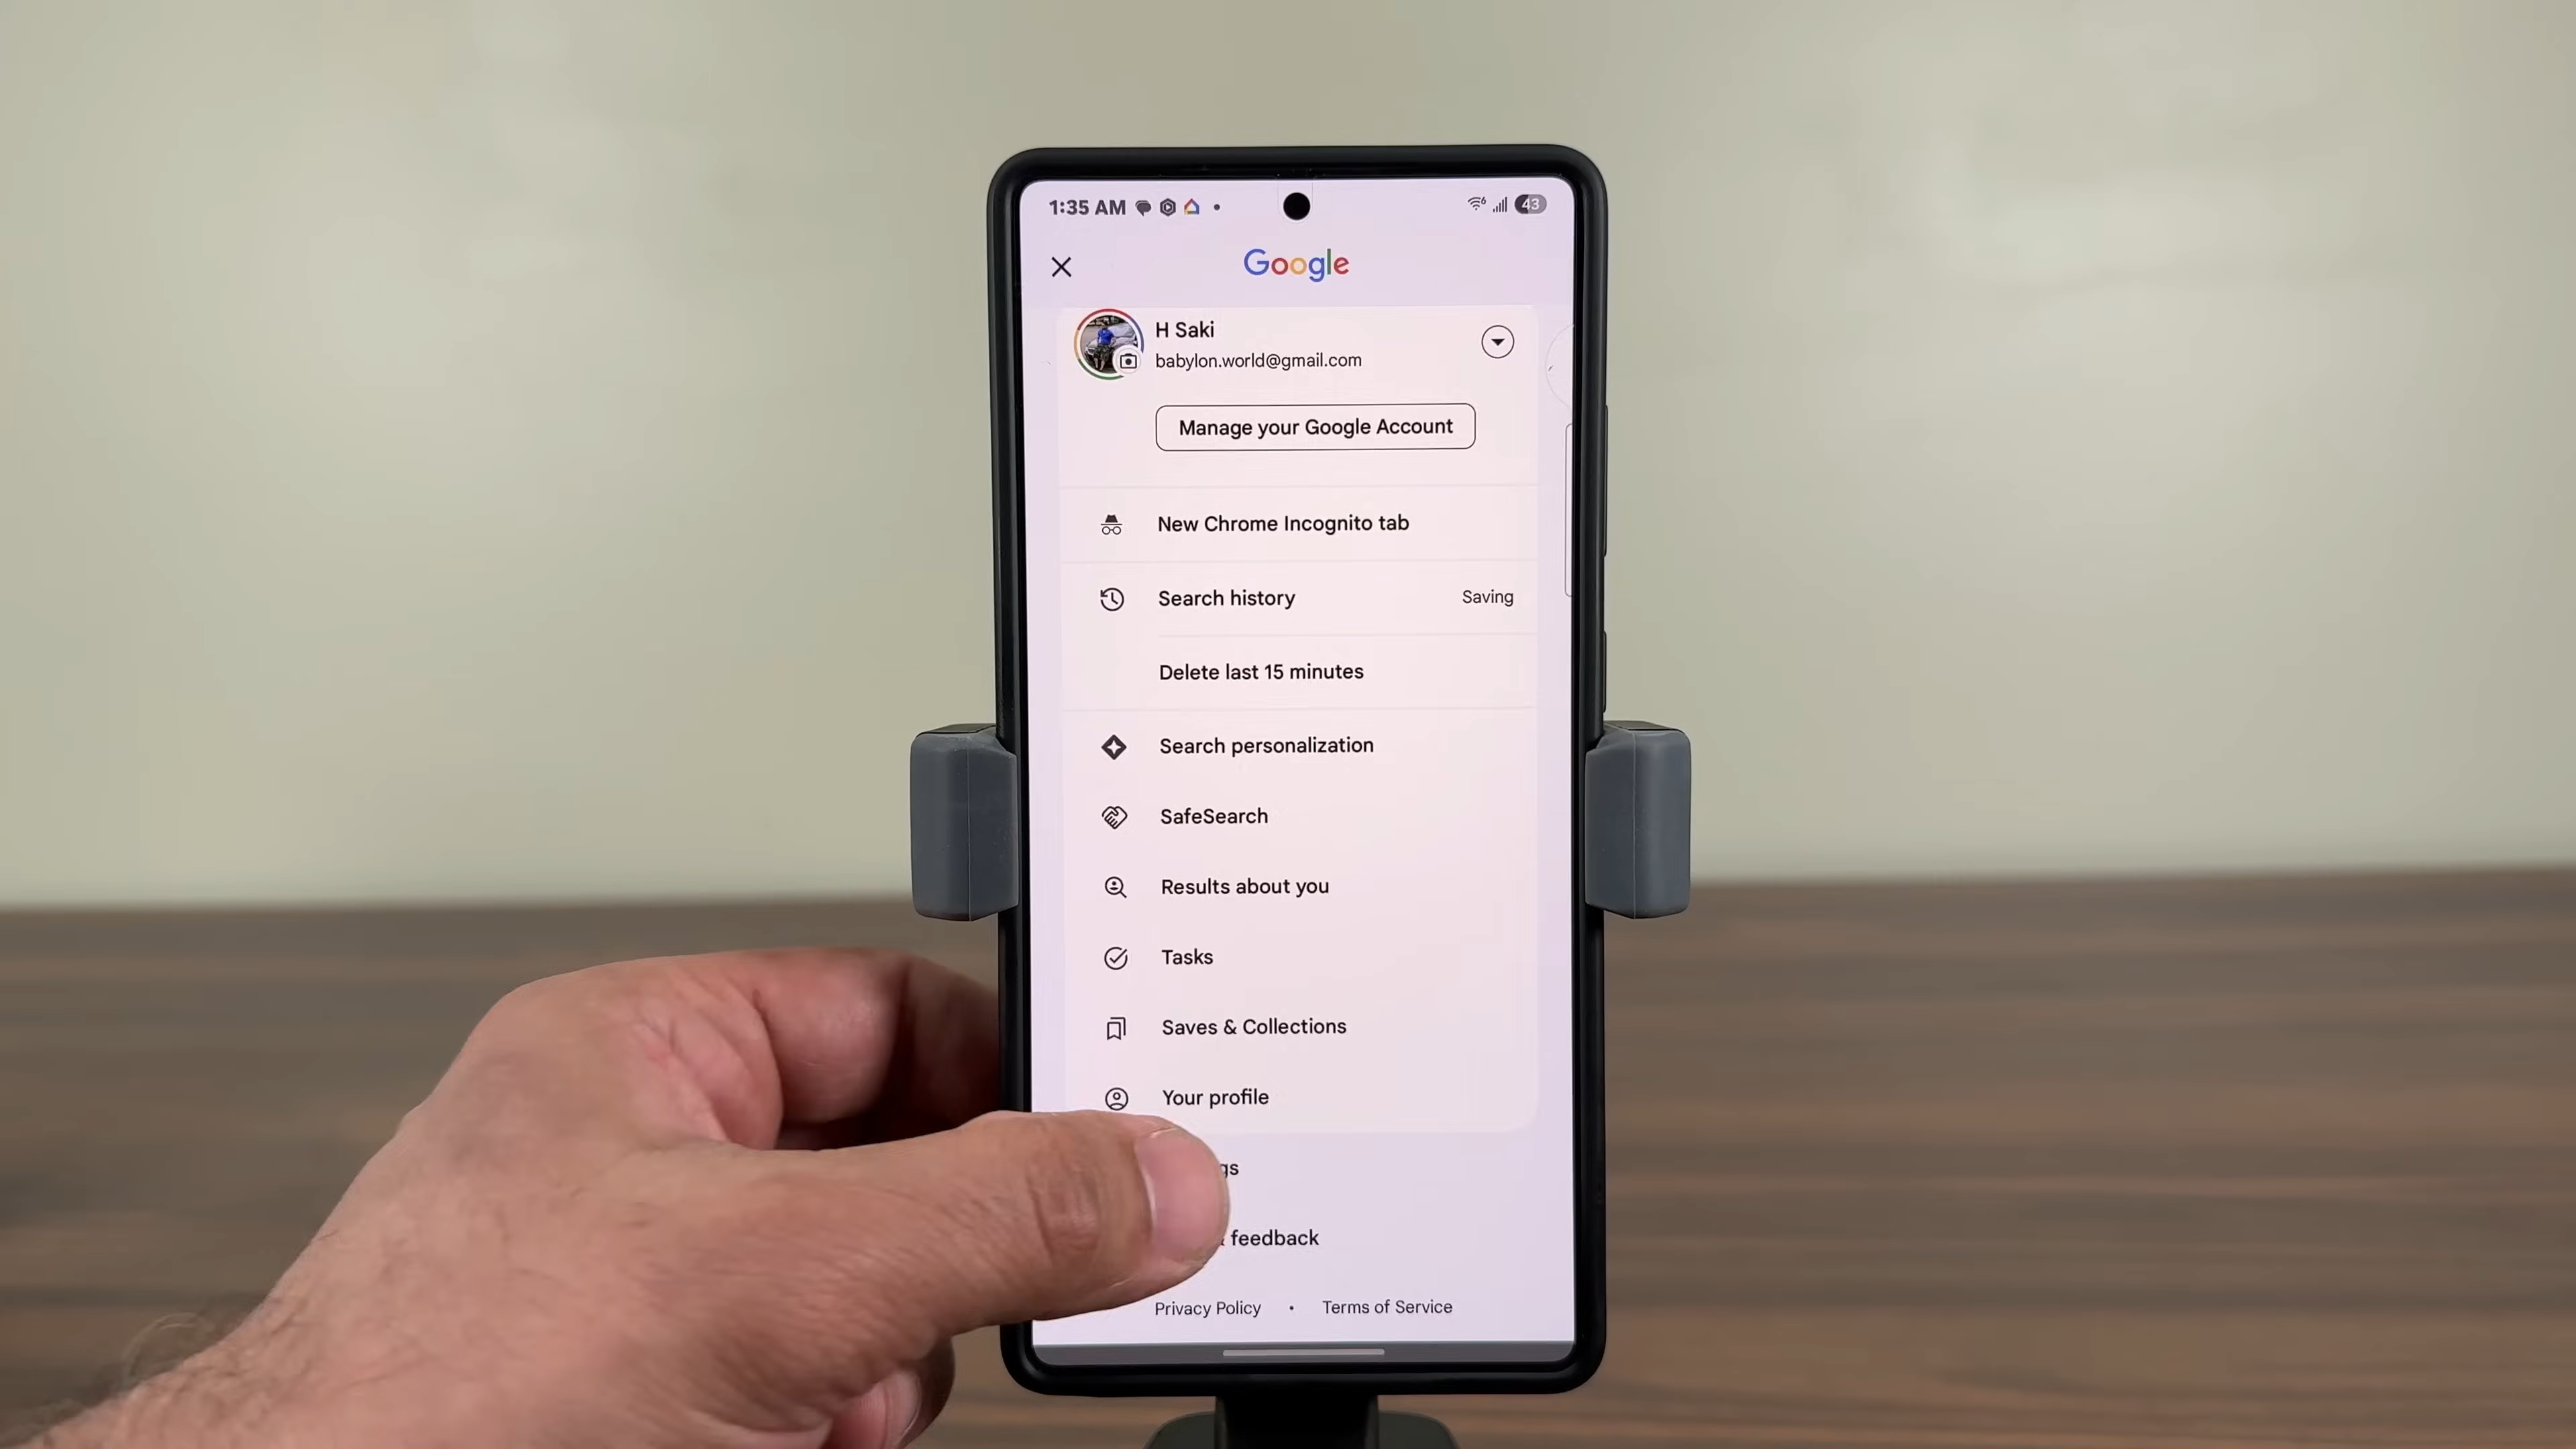 1:35 AM 43
Google
H Saki
babylon.world@gmail.com
Manage your Google Account
New Chrome Incognito tab
Search history Saving
Delete last 15 minutes
Search personalization
SafeSearch
Results about you
Tasks
Saves & Collections
Your profile
gs
& feedback
Privacy Policy • Terms of Service